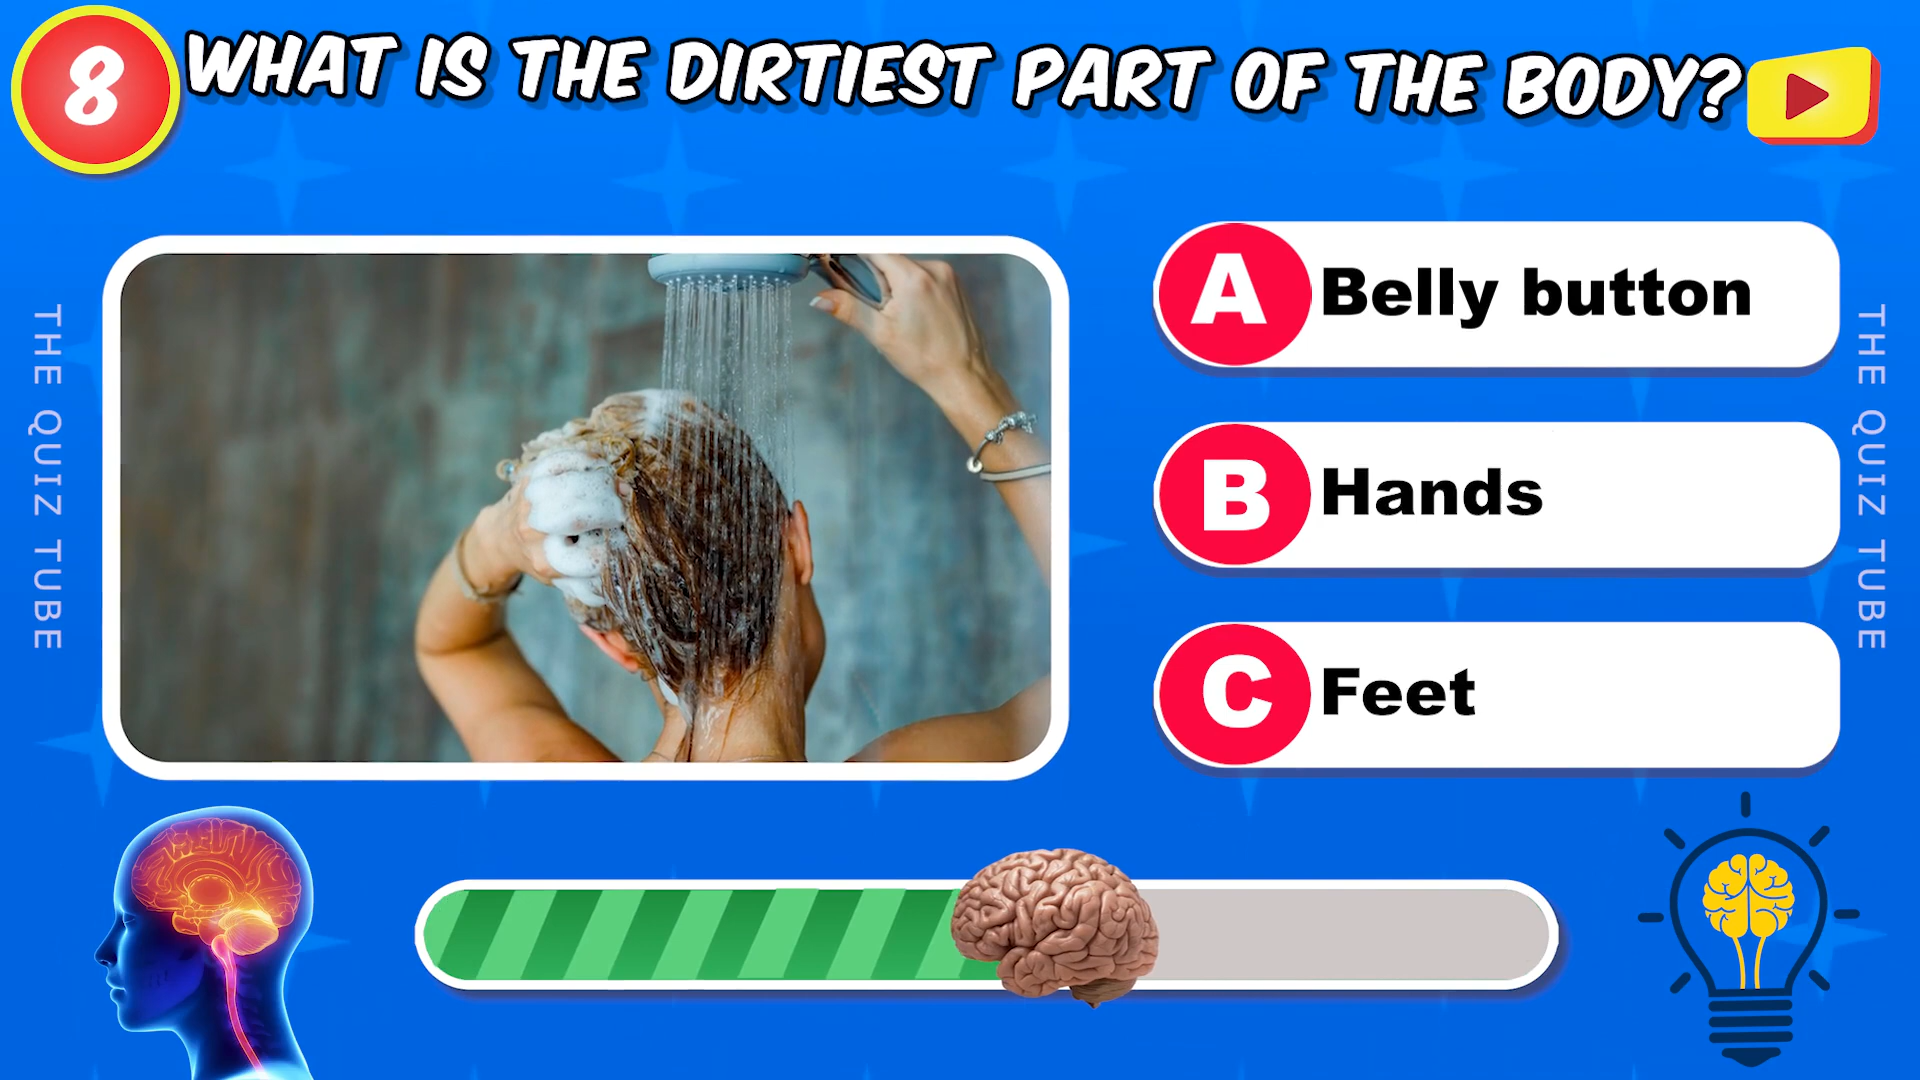 8
WHAT IS THE DIRTIEST PART OF THE BODY?
THE QUIZ TUBE
A Belly button
B Hands
C Feet
THE QUIZ TUBE